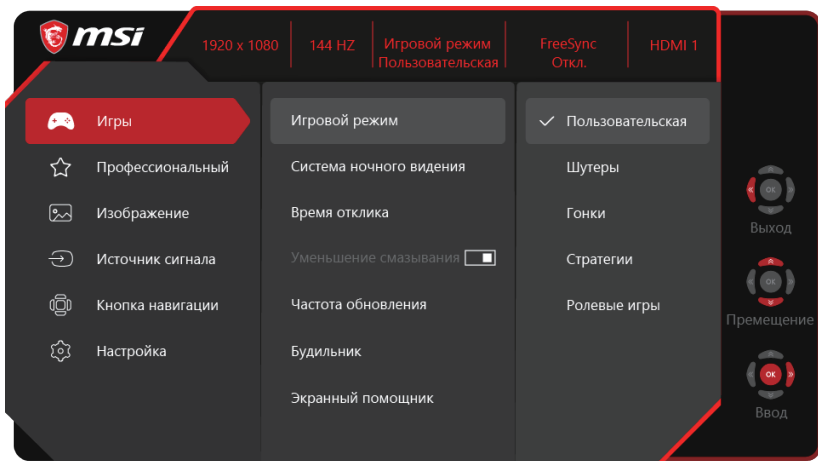 msi
1920 x 1080
144 HZ
Игровой режим
Пользовательская
FreeSync
Откл.
HDMI 1
Игры
Профессиональный
Изображение
Источник сигнала
Кнопка навигации
Настройка
Игровой режим
Система ночного видения
Время отклика
Уменьшение смазывания
Частота обновления
Будильник
Экранный помощник
Пользовательская
Шутеры
Гонки
Стратегии
Ролевые игры
OK
Выход
OK
Премещение
OK
Ввод